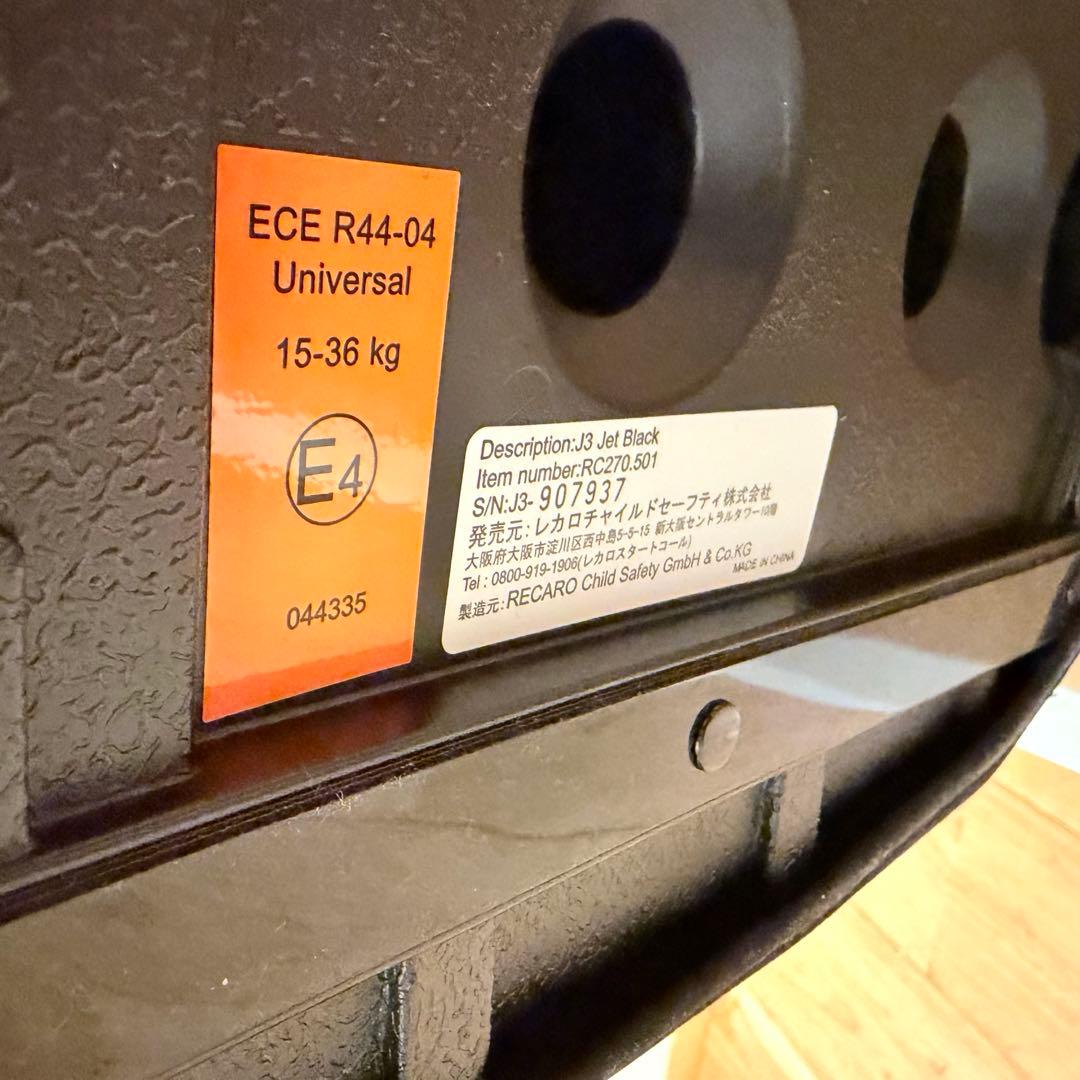 ECE R44-04
Universal
15-36 kg
E4
044335
Description:J3 Jet Black
Item number:RC270.501
S/N:J3-907937
発売元:レカロチャイルドセーフティ株式会社
大阪府大阪市淀川区西中島5-5-15 新大阪セントラルタワー10階
Tel : 0800-919-1906(レカロスタートコール)
製造元:RECARO Child Safety GmbH & Co.KG
MADE IN CHINA